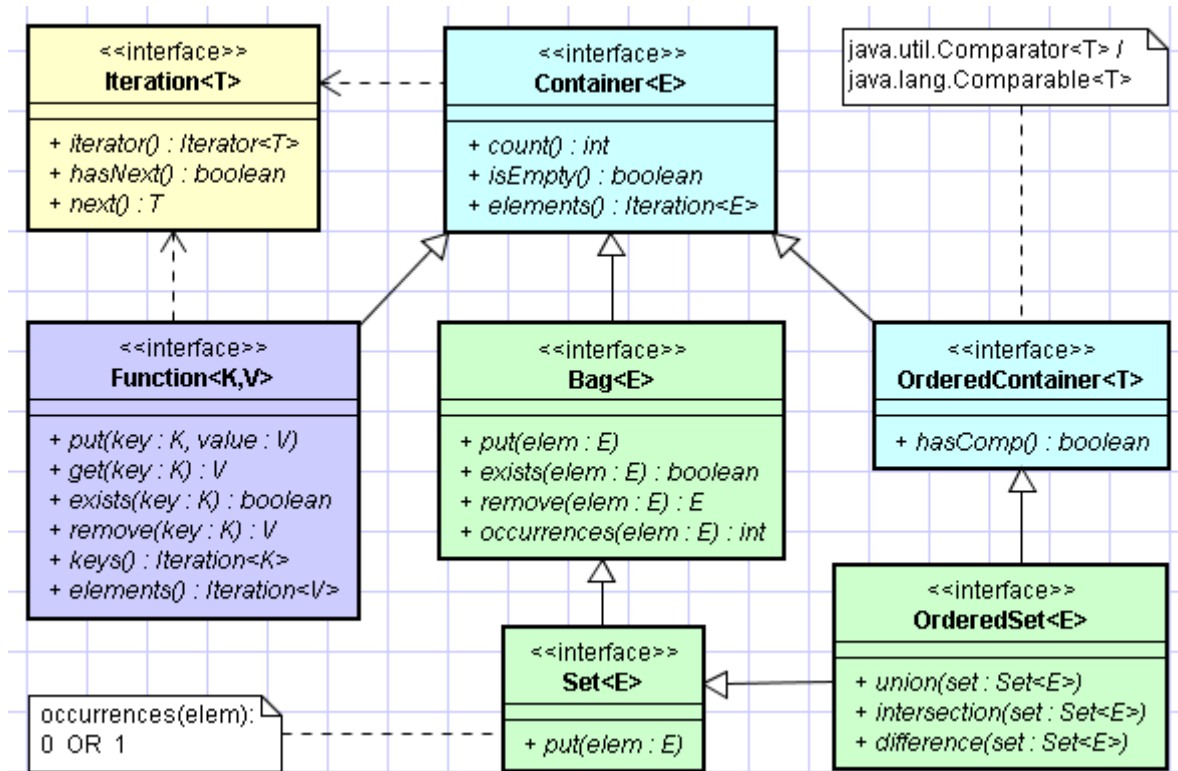 <<interface>>
Iteration<T>
+ iterator() : Iterator<T>
+ hasNext() : boolean
+ next() : T
<<interface>>
Container<E>
+ count() : int
+ isEmpty() : boolean
+ elements() : Iteration<E>
java.util.Comparator<T> /
java.lang.Comparable<T>
<<interface>>
Function<K,V>
+ put(key : K, value : V)
+ get(key : K) : V
+ exists(key : K) : boolean
+ remove(key : K) : V
+ keys() : Iteration<K>
+ elements() : Iteration<V>
<<interface>>
Bag<E>
+ put(elem : E)
+ exists(elem : E) : boolean
+ remove(elem : E) : E
+ occurrences(elem : E) : int
<<interface>>
OrderedContainer<T>
+ hasComp() : boolean
<<interface>>
Set<E>
+ put(elem : E)
<<interface>>
OrderedSet<E>
+ union(set : Set<E>)
+ intersection(set : Set<E>)
+ difference(set : Set<E>)
occurrences(elem):
0 OR 1